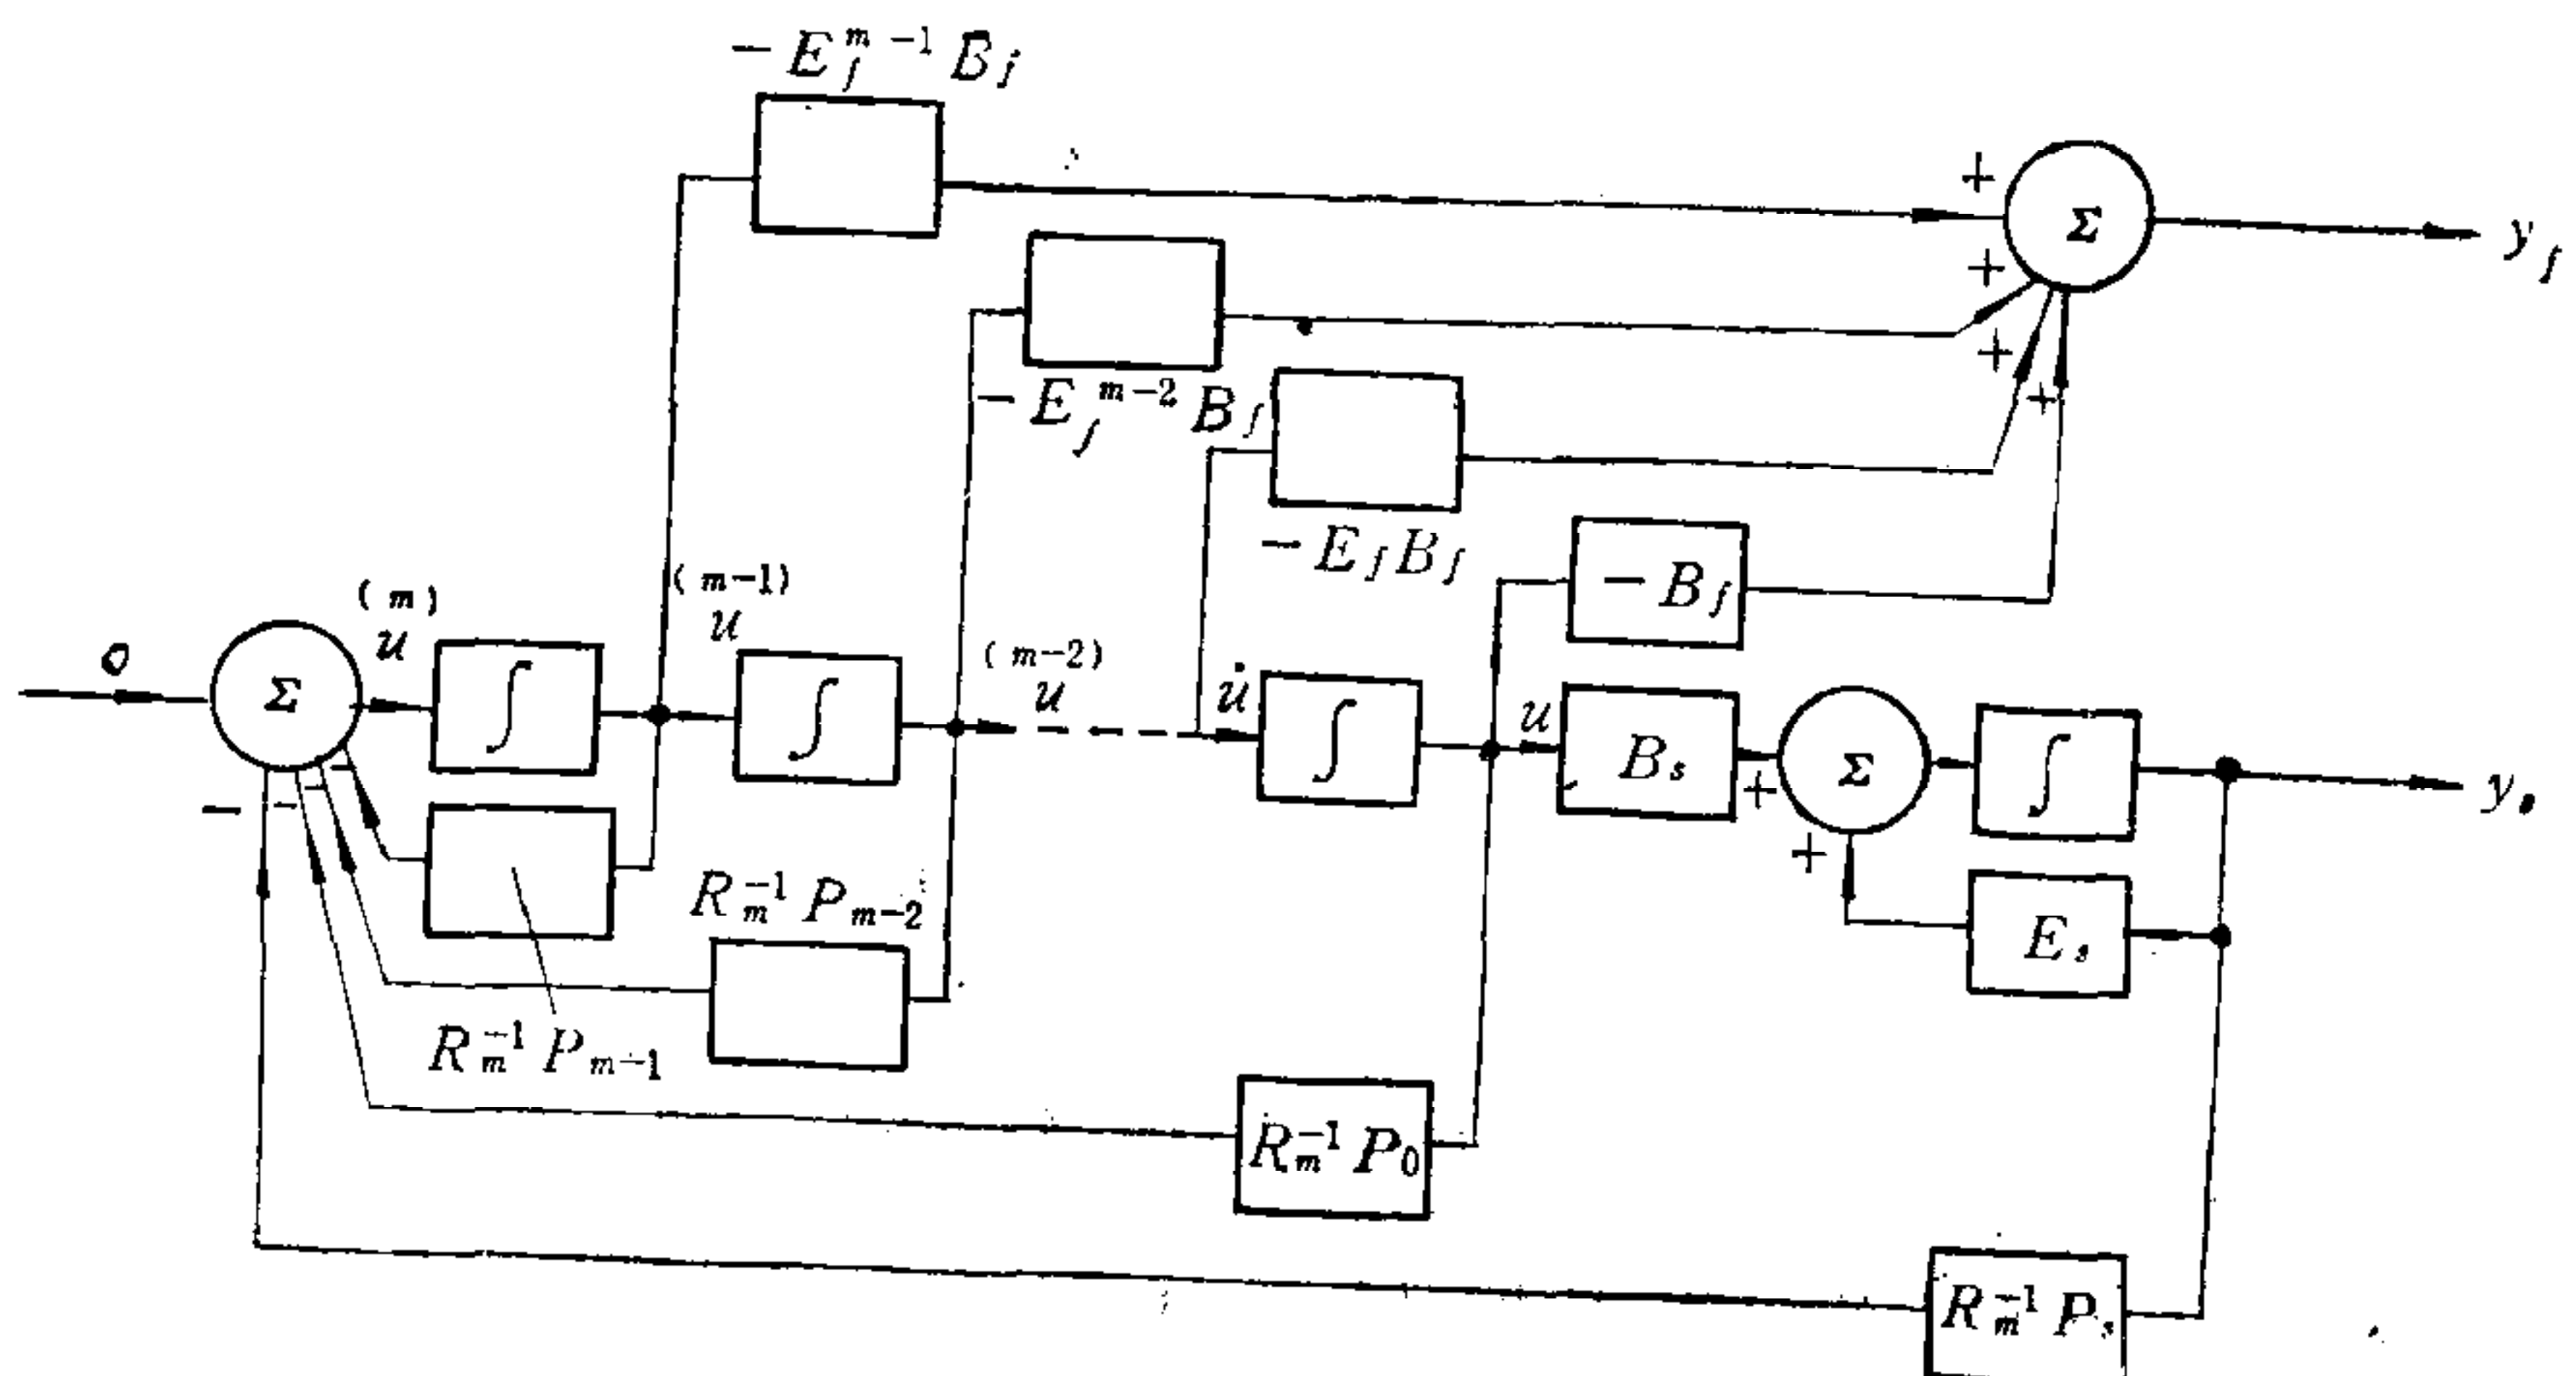 − E_f^{m−1} B_f
Σ
y_f
− E_f^{m−2} B_f
− E_f B_f
− B_f
+
+
+
+
0
Σ
(m)
u
∫
(m−1)
u
∫
(m−2)
u
u̇
∫
u
B_s
+
Σ
+
∫
y_s
E_s
−
−
−
−
R_m^{−1} P_{m−1}
R_m^{−1} P_{m−2}
R_m^{−1} P_0
R_m^{−1} P_s